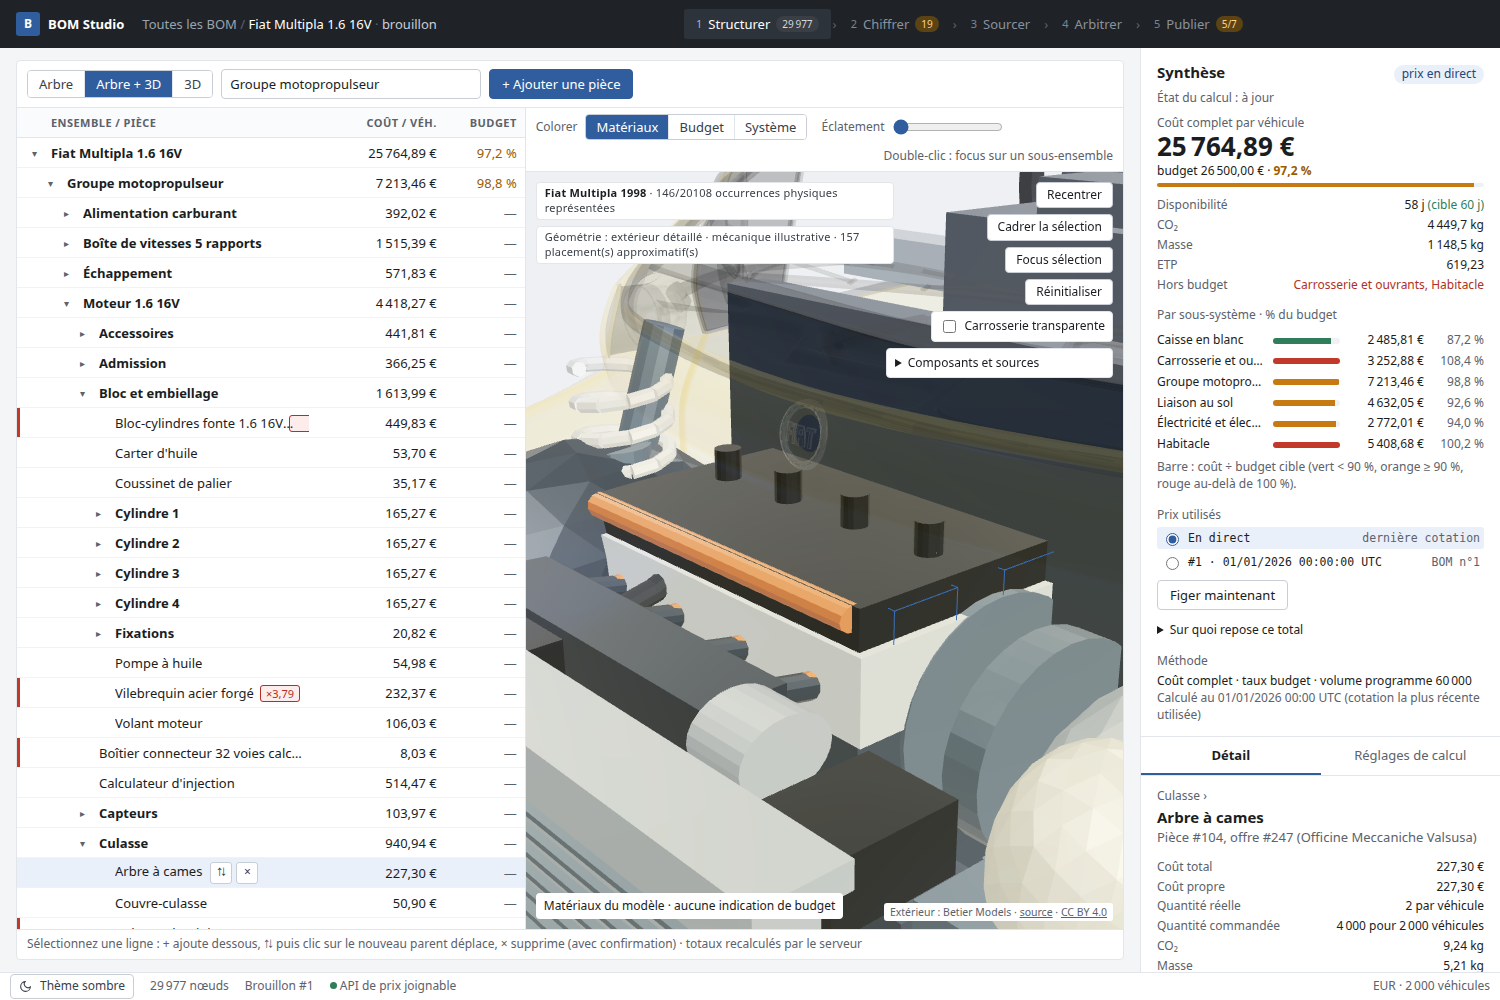 B BOM Studio Toutes les BOM / Fiat Multipla 1.6 16V · brouillon
1 Structurer 29 977 › 2 Chiffrer 19 › 3 Sourcer › 4 Arbitrer › 5 Publier 5/7
Arbre Arbre + 3D 3D Groupe motopropulseur + Ajouter une pièce
ENSEMBLE / PIÈCE COÛT / VÉH. BUDGET
Fiat Multipla 1.6 16V 25 764,89 € 97,2 %
Groupe motopropulseur 7 213,46 € 98,8 %
Alimentation carburant 392,02 € —
Boîte de vitesses 5 rapports 1 515,39 € —
Échappement 571,83 € —
Moteur 1.6 16V 4 418,27 € —
Accessoires 441,81 € —
Admission 366,25 € —
Bloc et embiellage 1 613,99 € —
Bloc-cylindres fonte 1.6 16V... 449,83 € —
Carter d'huile 53,70 € —
Coussinet de palier 35,17 € —
Cylindre 1 165,27 € —
Cylindre 2 165,27 € —
Cylindre 3 165,27 € —
Cylindre 4 165,27 € —
Fixations 20,82 € —
Pompe à huile 54,98 € —
Vilebrequin acier forgé ×3,79 232,37 € —
Volant moteur 106,03 € —
Boîtier connecteur 32 voies calc... 8,03 € —
Calculateur d'injection 514,47 € —
Capteurs 103,97 € —
Culasse 940,94 € —
Arbre à cames ⇅ × 227,30 € —
Couvre-culasse 50,90 € —
Sélectionnez une ligne : + ajoute dessous, ⇅ puis clic sur le nouveau parent déplace, × supprime (avec confirmation) · totaux recalculés par le serveur
Colorer Matériaux Budget Système Éclatement
Double-clic : focus sur un sous-ensemble
Fiat Multipla 1998 · 146/20108 occurrences physiques
représentées
Géométrie : extérieur détaillé · mécanique illustrative · 157
placement(s) approximatif(s)
Recentrer
Cadrer la sélection
Focus sélection
Réinitialiser
Carrosserie transparente
Composants et sources
FIAT
Matériaux du modèle · aucune indication de budget
Extérieur : Betier Models · source · CC BY 4.0
Synthèse prix en direct
État du calcul : à jour
Coût complet par véhicule
25 764,89 €
budget 26 500,00 € · 97,2 %
Disponibilité 58 j (cible 60 j)
CO₂ 4 449,7 kg
Masse 1 148,5 kg
ETP 619,23
Hors budget Carrosserie et ouvrants, Habitacle
Par sous-système · % du budget
Caisse en blanc 2 485,81 € 87,2 %
Carrosserie et ou... 3 252,88 € 108,4 %
Groupe motopro... 7 213,46 € 98,8 %
Liaison au sol 4 632,05 € 92,6 %
Électricité et élec... 2 772,01 € 94,0 %
Habitacle 5 408,68 € 100,2 %
Barre : coût ÷ budget cible (vert < 90 %, orange ≥ 90 %,
rouge au-delà de 100 %).
Prix utilisés
En direct dernière cotation
#1 · 01/01/2026 00:00:00 UTC BOM n°1
Figer maintenant
Sur quoi repose ce total
Méthode
Coût complet · taux budget · volume programme 60 000
Calculé au 01/01/2026 00:00 UTC (cotation la plus récente
utilisée)
Détail Réglages de calcul
Culasse ›
Arbre à cames
Pièce #104, offre #247 (Officine Meccaniche Valsusa)
Coût total 227,30 €
Coût propre 227,30 €
Quantité réelle 2 par véhicule
Quantité commandée 4 000 pour 2 000 véhicules
CO₂ 9,24 kg
Masse 5,21 kg
Thème sombre 29 977 nœuds Brouillon #1 API de prix joignable EUR · 2 000 véhicules